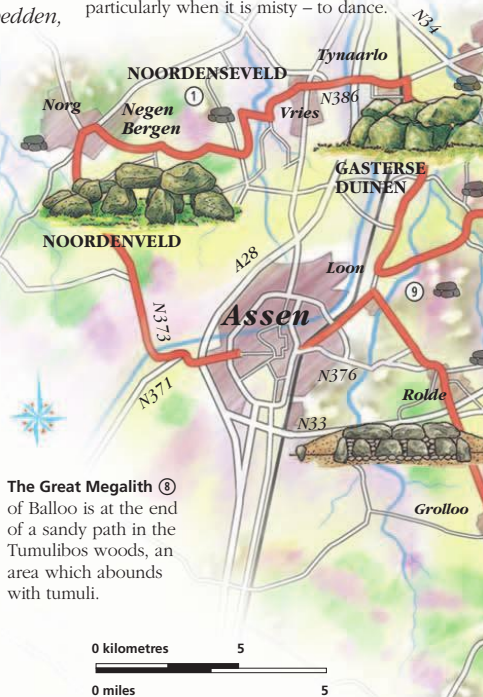 bedden,
particularly when it is misty – to dance.
N34
Tynaarlo
NOORDENSEVELD
1
N386
Norg
Negen
Bergen
Vries
GASTERSE
DUINEN
NOORDENVELD
A28
Loon
9
Assen
N373
N376
N371
Rolde
N33
The Great Megalith 8
of Balloo is at the end
of a sandy path in the
Tumulibos woods, an
area which abounds
with tumuli.
Grolloo
0 kilometres 5
0 miles 5